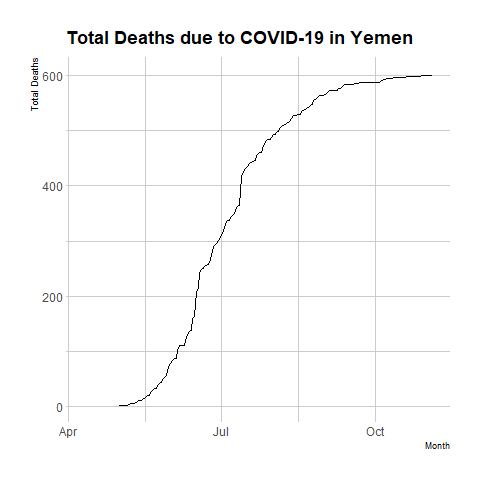 Total Deaths due to COVID-19 in Yemen
Total Deaths
600
400
200
0
Apr
Jul
Oct
Month